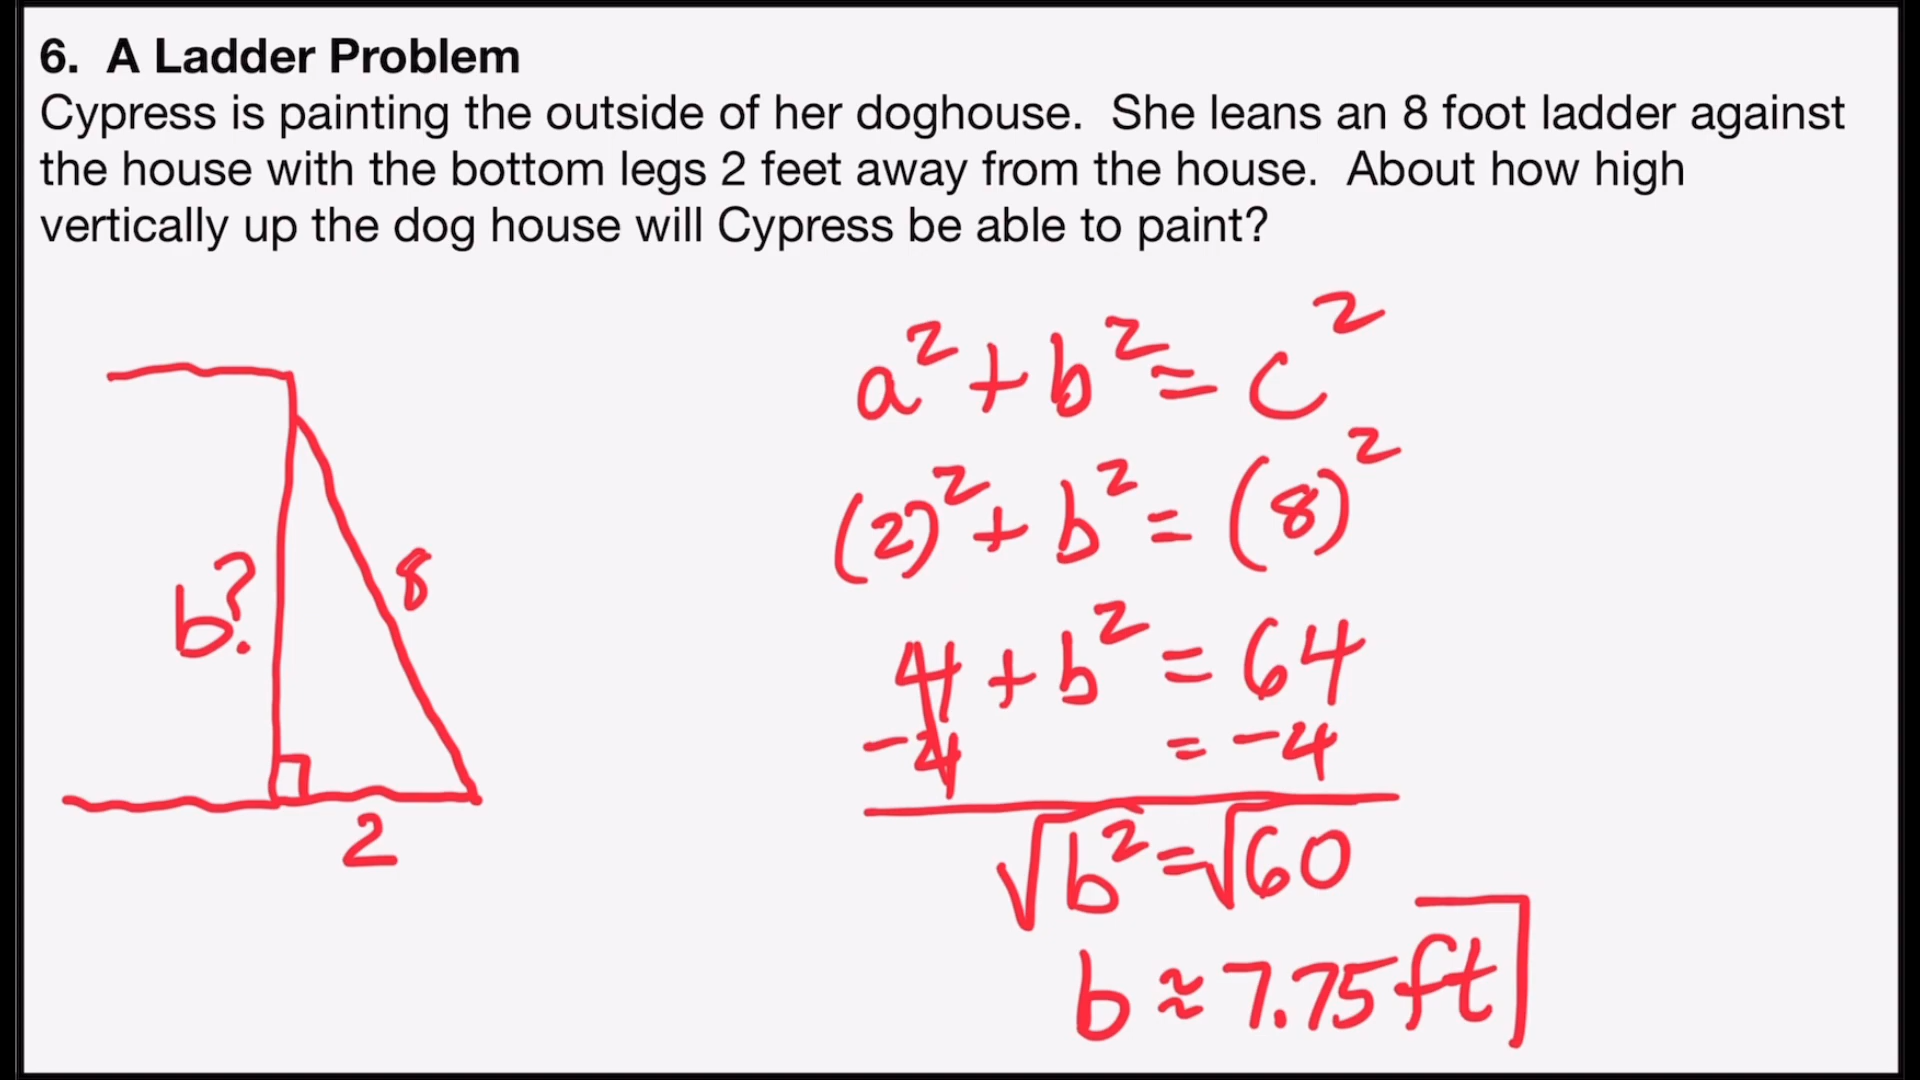 6. A Ladder Problem
Cypress is painting the outside of her doghouse. She leans an 8 foot ladder against
the house with the bottom legs 2 feet away from the house. About how high
vertically up the dog house will Cypress be able to paint?
a² + b² = c²
(2)² + b² = (8)²
b?
8
4 + b² = 64
-4 = -4
2
√b² = √60
b ≈ 7.75 ft